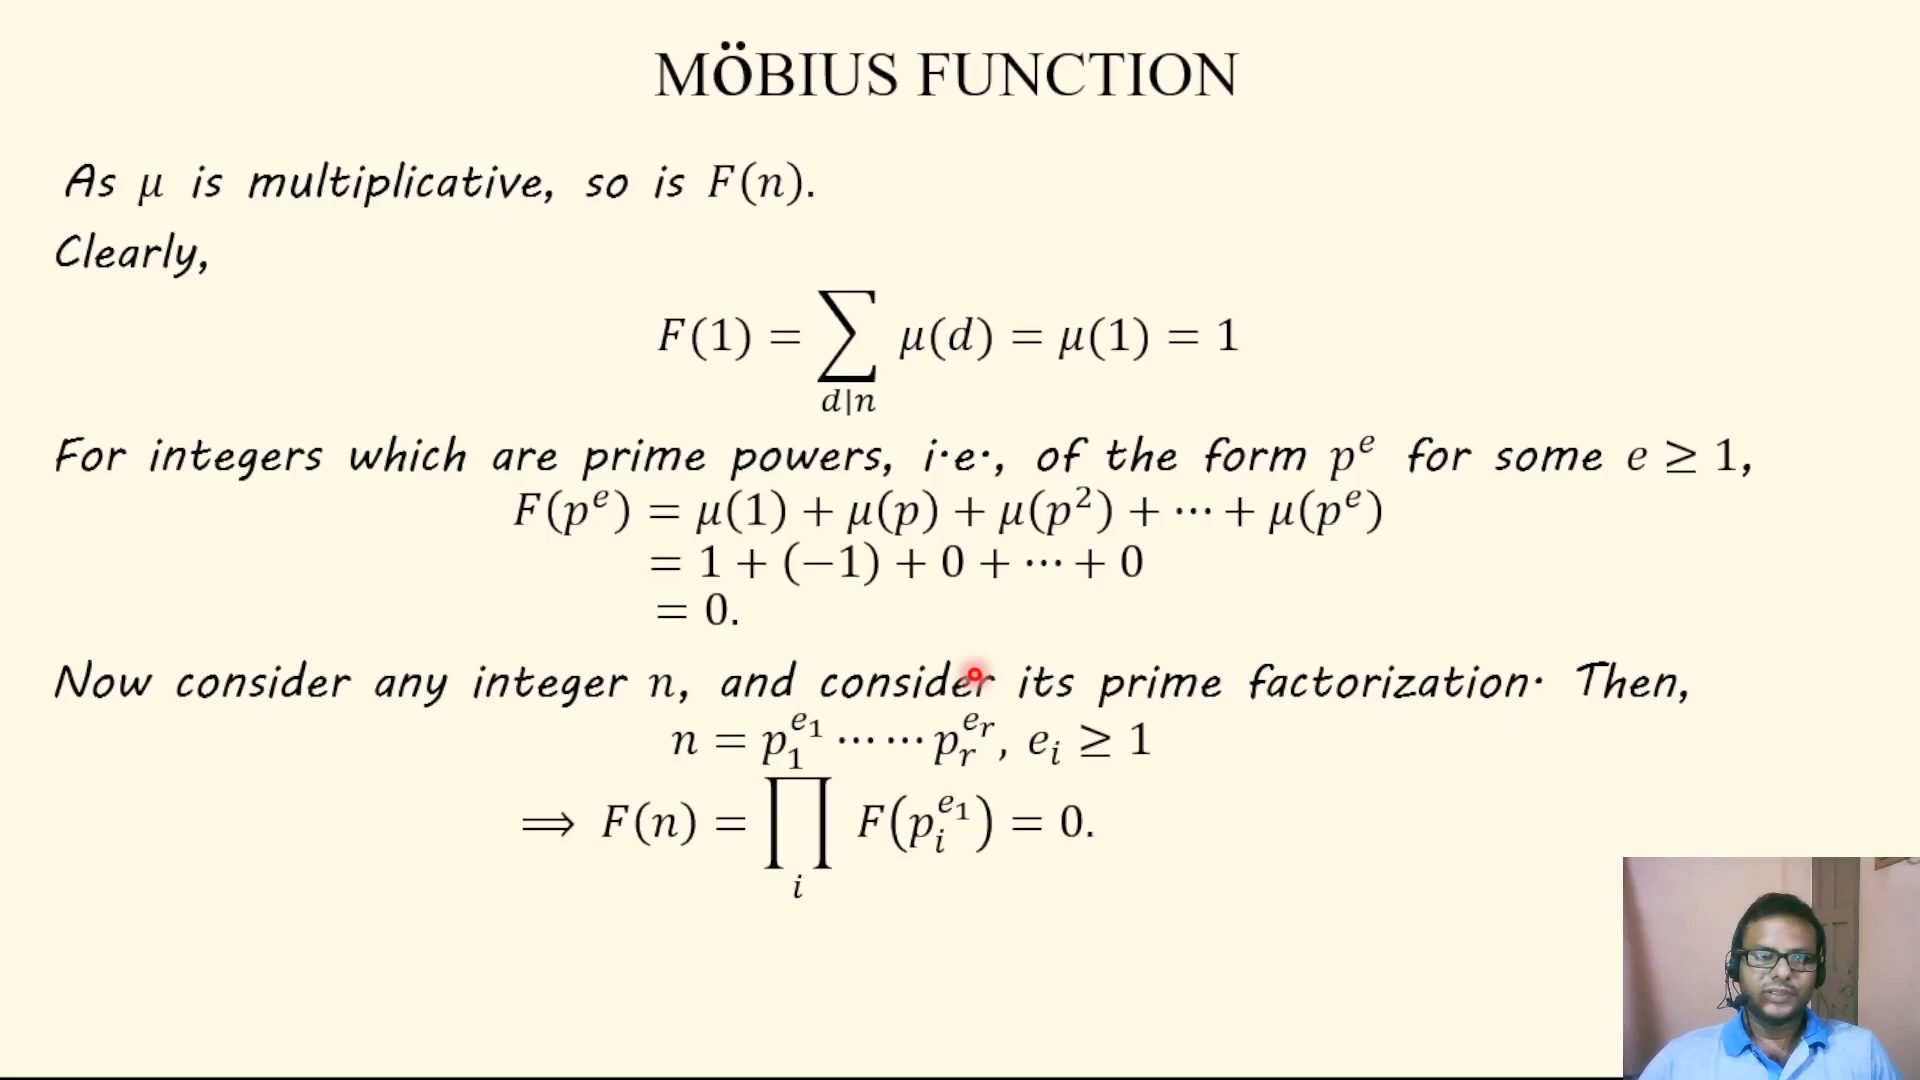 MÖBIUS FUNCTION
As μ is multiplicative, so is F(n).
Clearly,
F(1) = ∑_{d|n} μ(d) = μ(1) = 1
For integers which are prime powers, i.e., of the form p^e for some e ≥ 1,
F(p^e) = μ(1) + μ(p) + μ(p^2) + ⋯ + μ(p^e)
= 1 + (−1) + 0 + ⋯ + 0
= 0.
Now consider any integer n, and consider its prime factorization. Then,
n = p_1^{e_1} ⋯⋯ p_r^{e_r}, e_i ≥ 1
⟹ F(n) = ∏_i F(p_i^{e_1}) = 0.